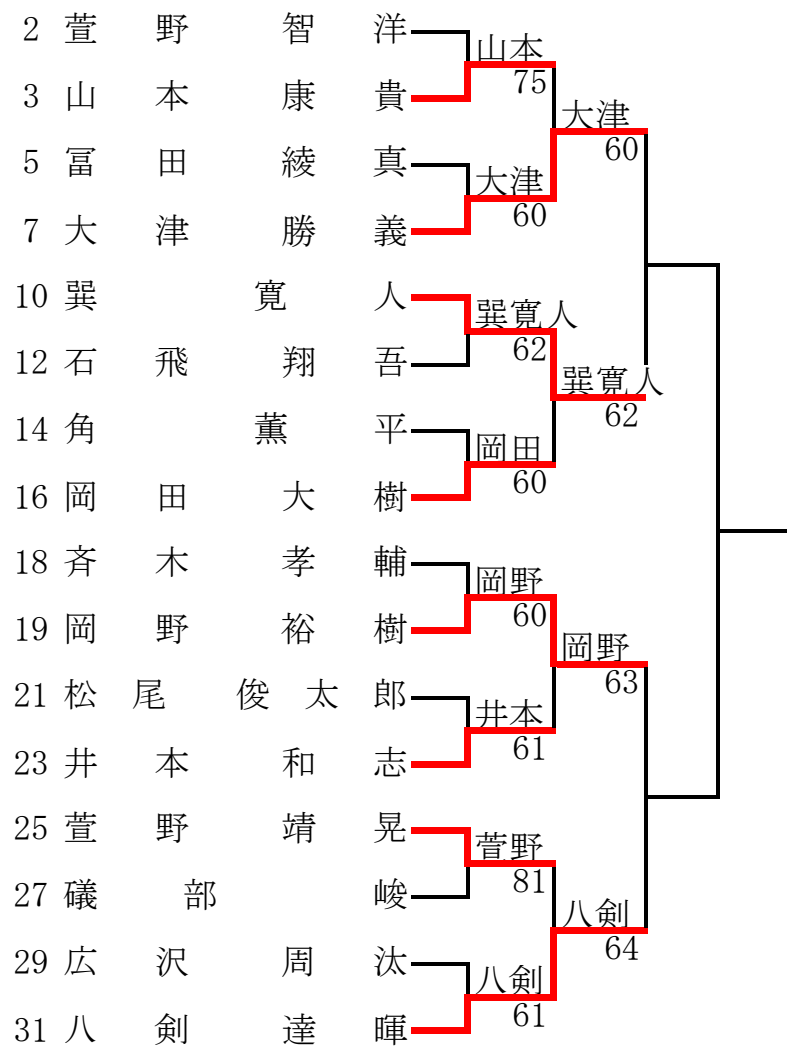 2 萱野智洋
3 山本康貴
5 冨田綾真
7 大津勝義
10 巽寛人
12 石飛翔吾
14 角薫平
16 岡田大樹
18 斉木孝輔
19 岡野裕樹
21 松尾俊太郎
23 井本和志
25 萱野靖晃
27 礒部峻
29 広沢周汰
31 八剣達暉
山本
75
大津
60
巽寛人
62
岡田
60
岡野
60
井本
61
萱野
81
八剣
61
大津
60
巽寛人
62
岡野
63
八剣
64